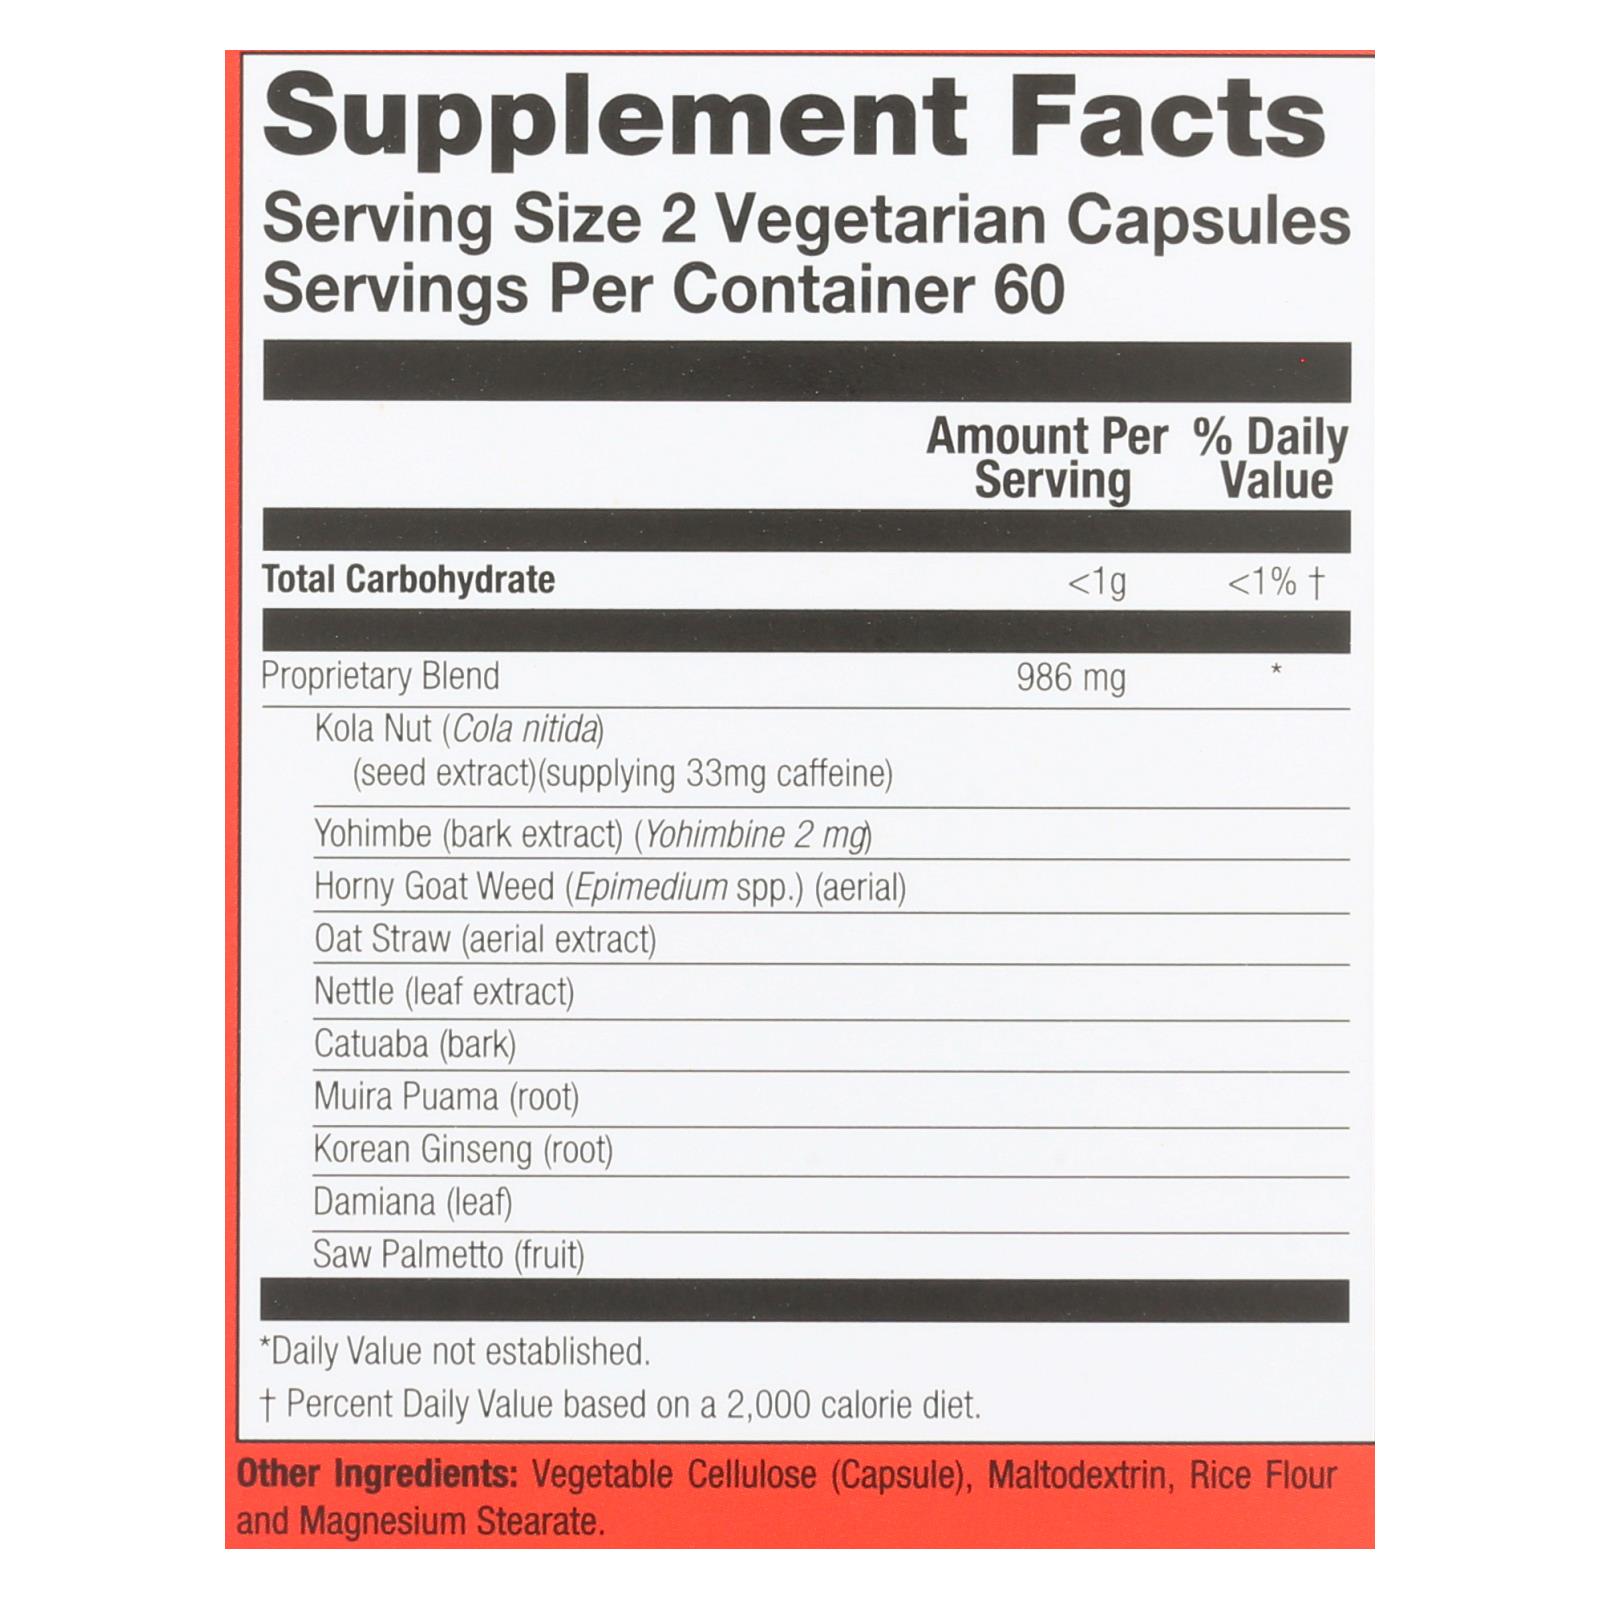 Supplement Facts
Serving Size 2 Vegetarian Capsules
Servings Per Container 60
Amount Per % Daily
Serving Value
Total Carbohydrate <1g <1% †
Proprietary Blend 986 mg *
Kola Nut (Cola nitida)
(seed extract)(supplying 33mg caffeine)
Yohimbe (bark extract) (Yohimbine 2 mg)
Horny Goat Weed (Epimedium spp.) (aerial)
Oat Straw (aerial extract)
Nettle (leaf extract)
Catuaba (bark)
Muira Puama (root)
Korean Ginseng (root)
Damiana (leaf)
Saw Palmetto (fruit)
*Daily Value not established.
† Percent Daily Value based on a 2,000 calorie diet.
Other Ingredients: Vegetable Cellulose (Capsule), Maltodextrin, Rice Flour
and Magnesium Stearate.